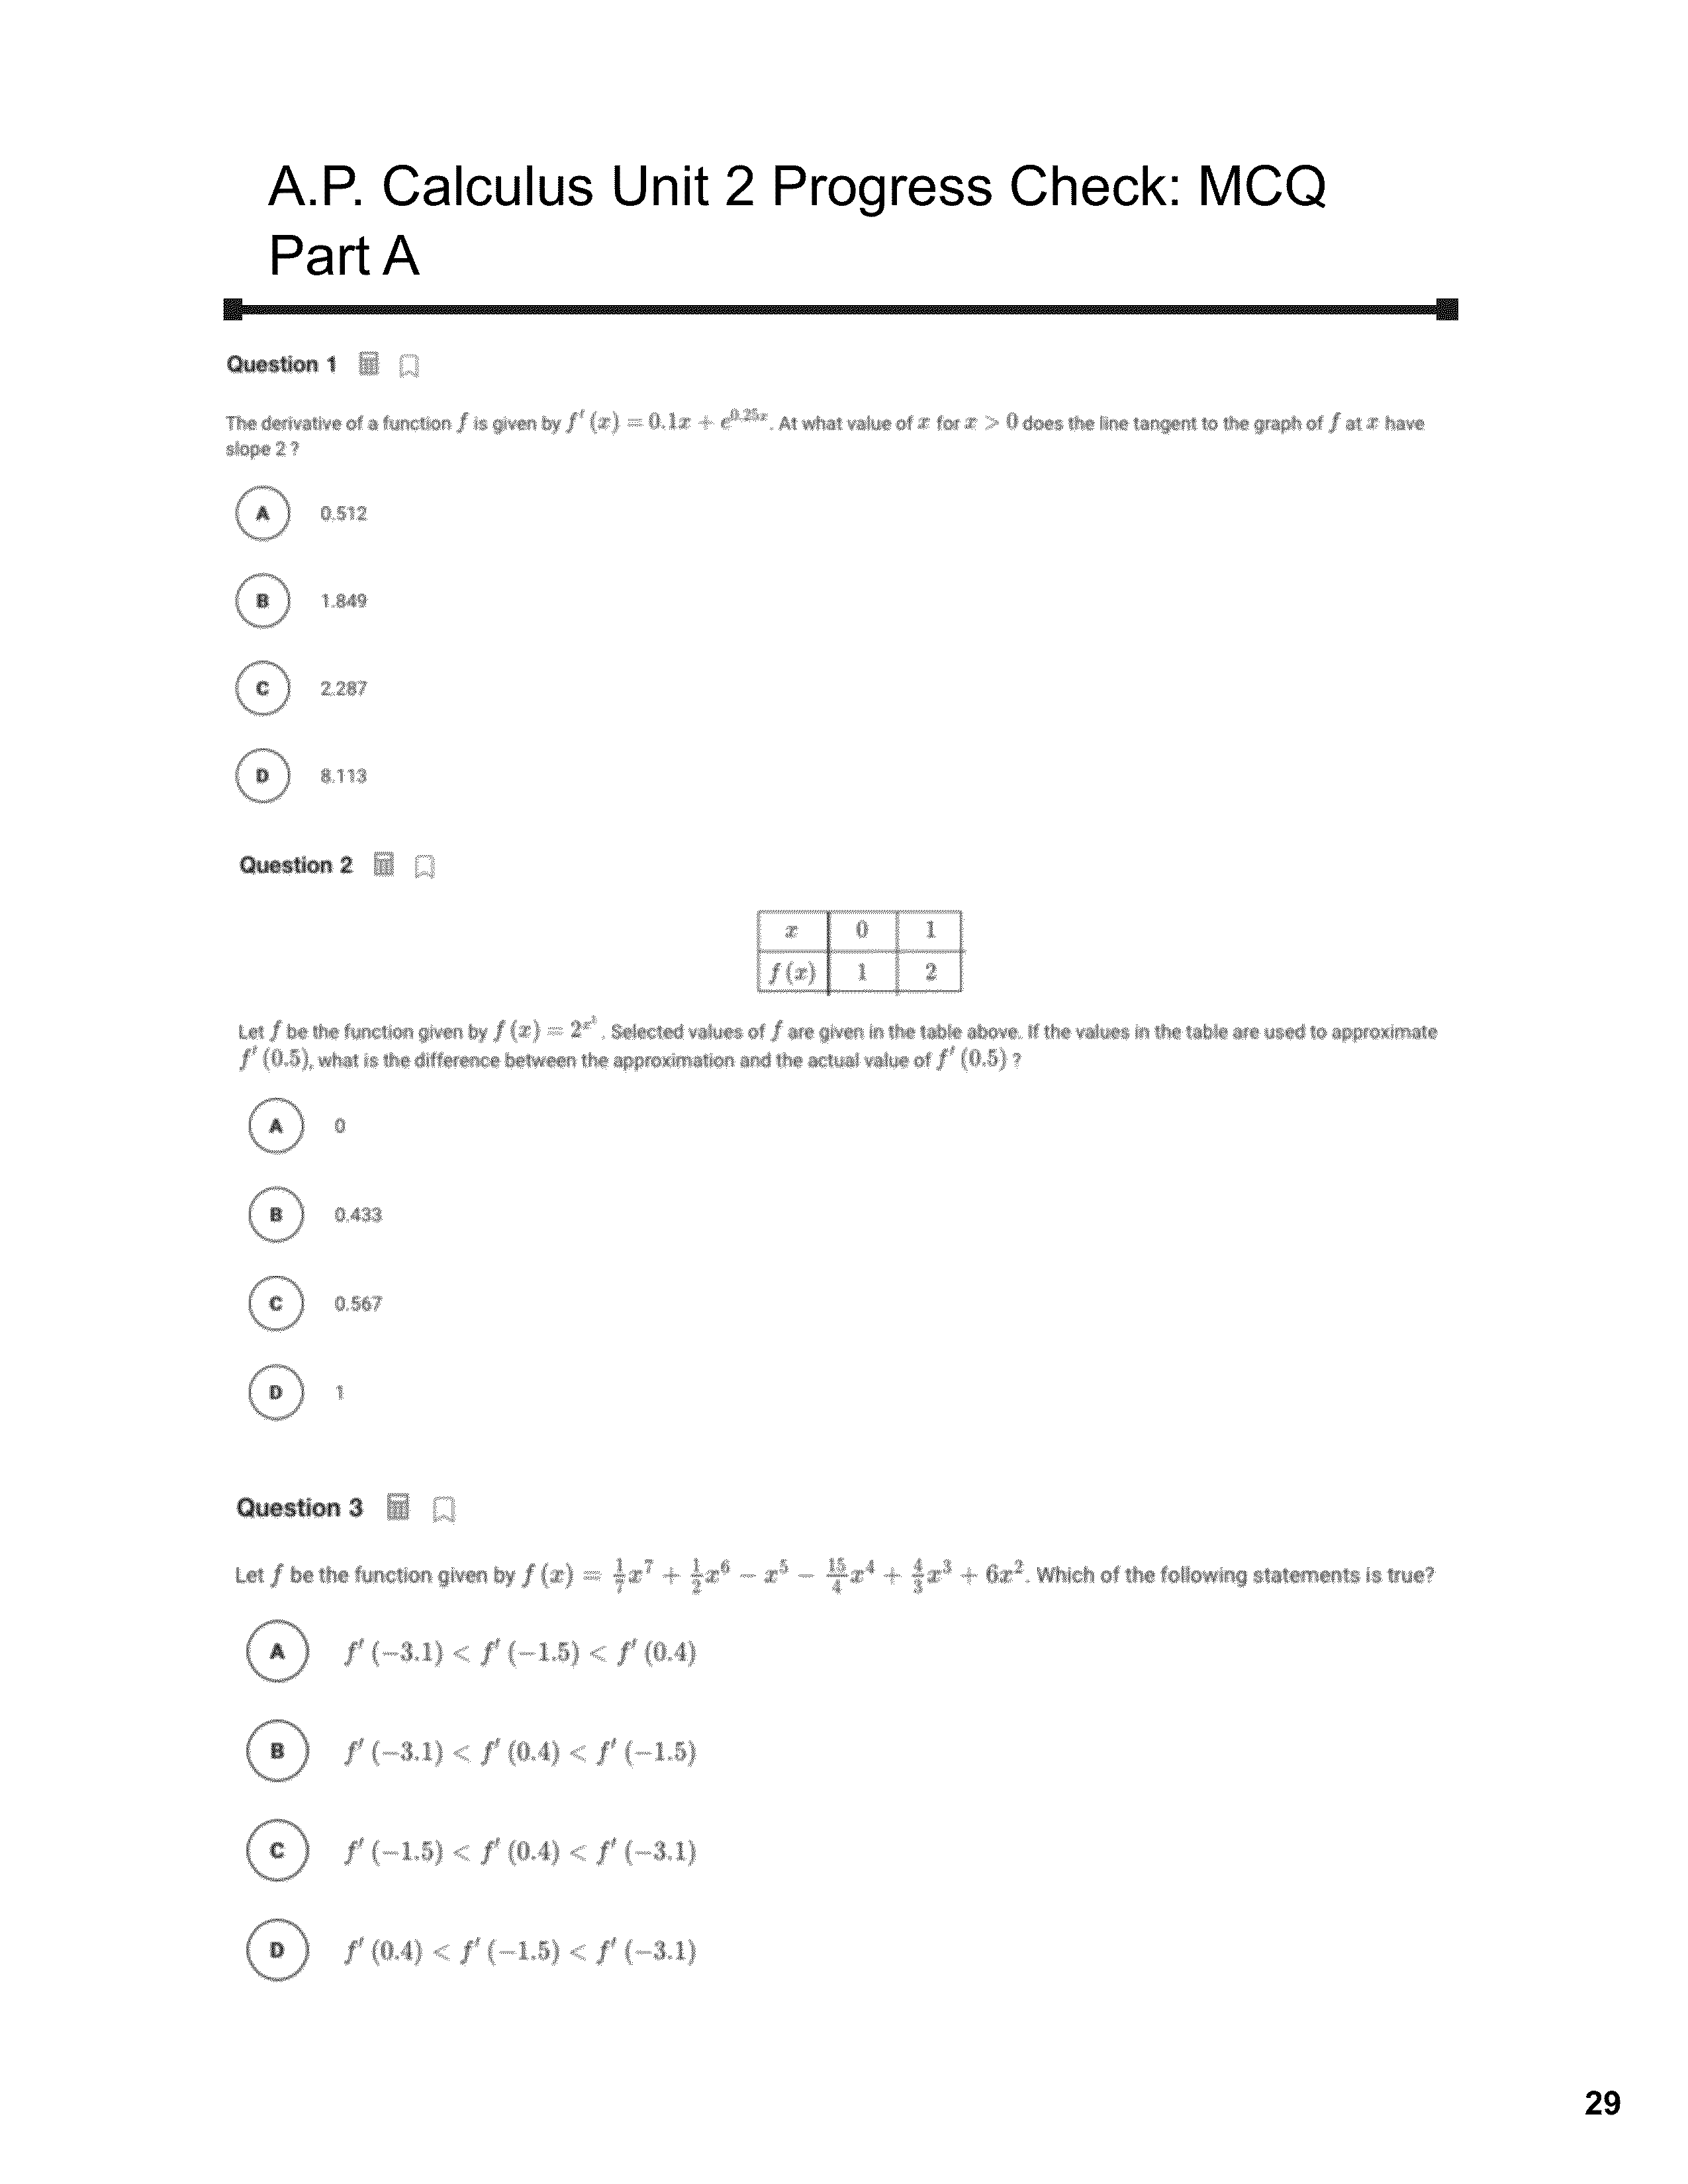 A.P. Calculus Unit 2 Progress Check: MCQ
Part A
Question 1
The derivative of a function f is given by f′(x) = 0.1x + e^{0.25x}. At what value of x for x > 0 does the line tangent to the graph of f at x have
slope 2 ?
A 0.512
B 1.849
C 2.287
D 8.113
Question 2
x 0 1
f(x) 1 2
Let f be the function given by f(x) = 2^{x}. Selected values of f are given in the table above. If the values in the table are used to approximate
f′(0.5), what is the difference between the approximation and the actual value of f′(0.5) ?
A 0
B 0.433
C 0.567
D 1
Question 3
Let f be the function given by f(x) = 1/7 x^7 + 1/2 x^6 − x^5 − 15/4 x^4 + 4/3 x^3 + 6x^2. Which of the following statements is true?
A f′(−3.1) < f′(−1.5) < f′(0.4)
B f′(−3.1) < f′(0.4) < f′(−1.5)
C f′(−1.5) < f′(0.4) < f′(−3.1)
D f′(0.4) < f′(−1.5) < f′(−3.1)
29